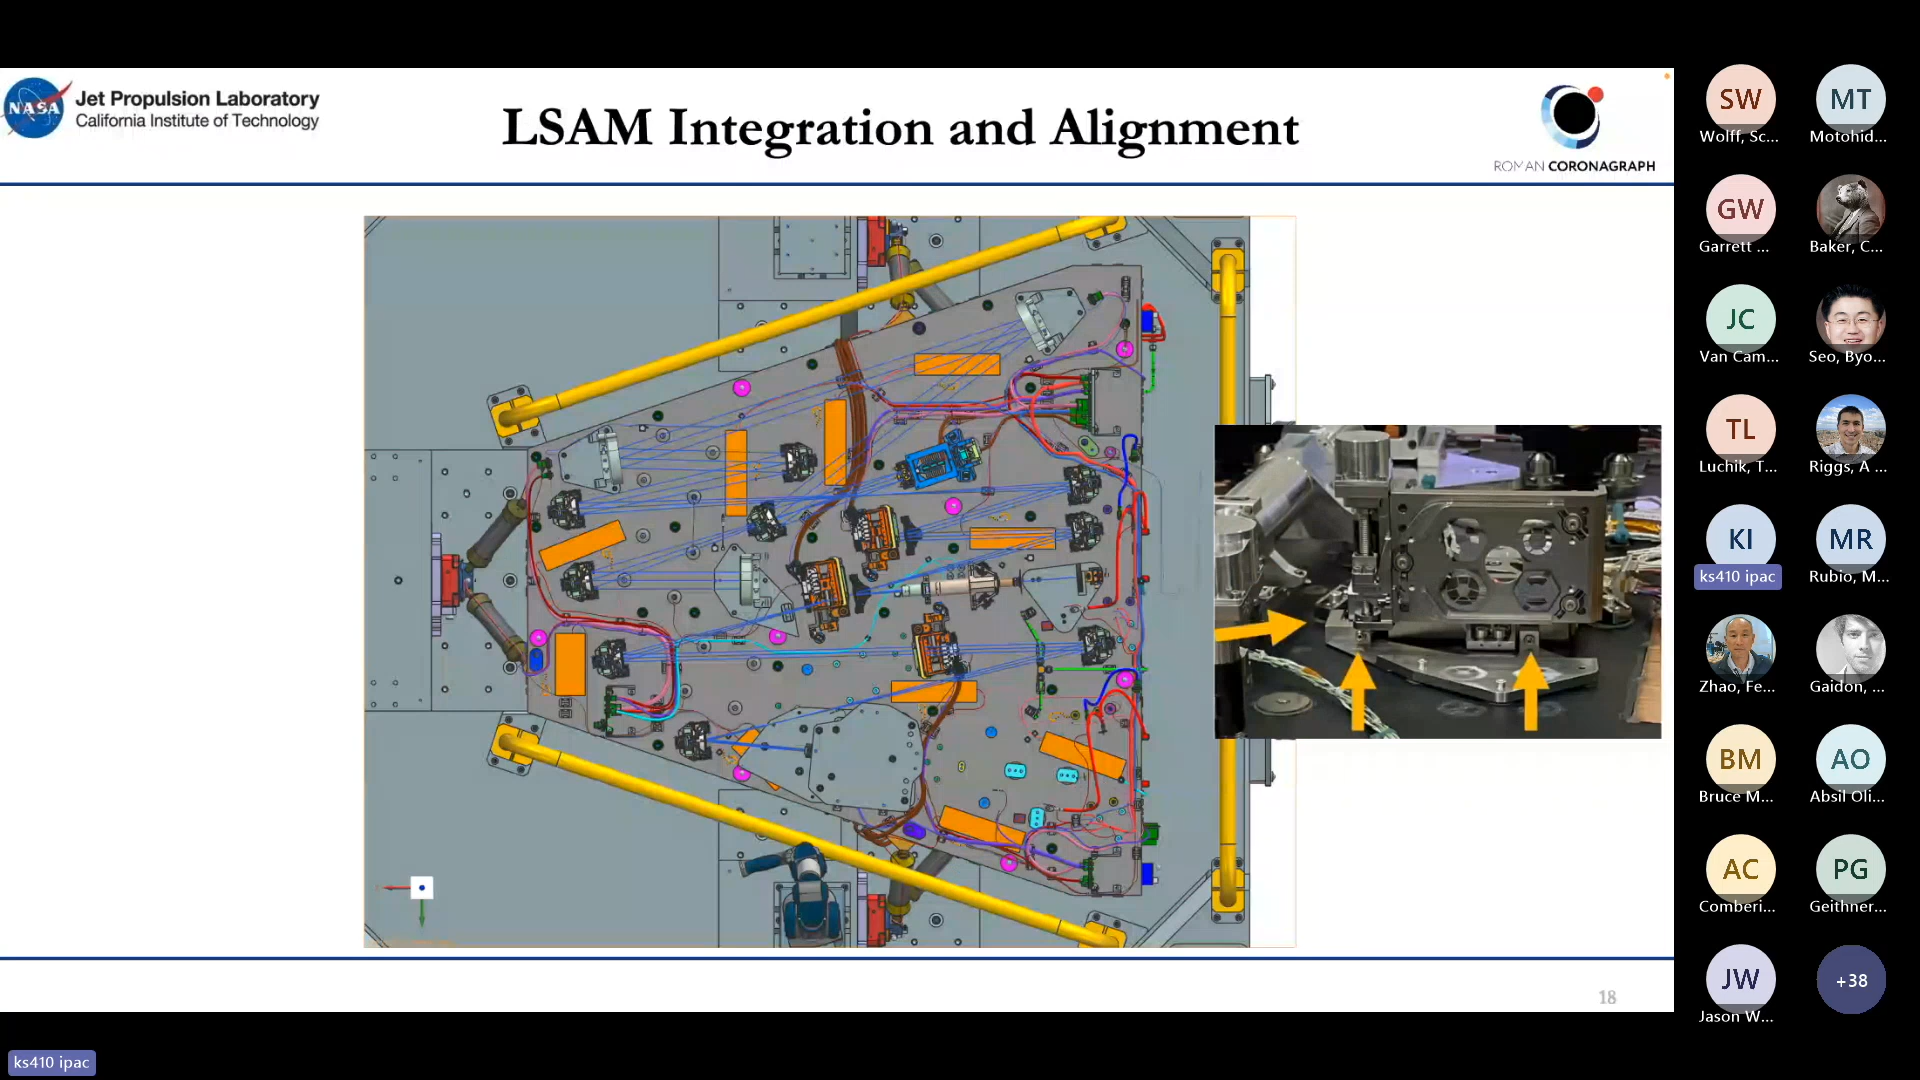 NASA
Jet Propulsion Laboratory
California Institute of Technology
LSAM Integration and Alignment
ROMAN CORONAGRAPH
18
SW
Wolff, Sc...
MT
Motohid...
GW
Garrett ...
Baker, C...
JC
Van Cam...
Seo, Byo...
TL
Luchik, T...
Riggs, A ...
KI
ks410 ipac
MR
Rubio, M...
Zhao, Fe...
Gaidon, ...
BM
Bruce M...
AO
Absil Oli...
AC
Comberi...
PG
Geithner...
JW
Jason W...
+38
ks410 ipac